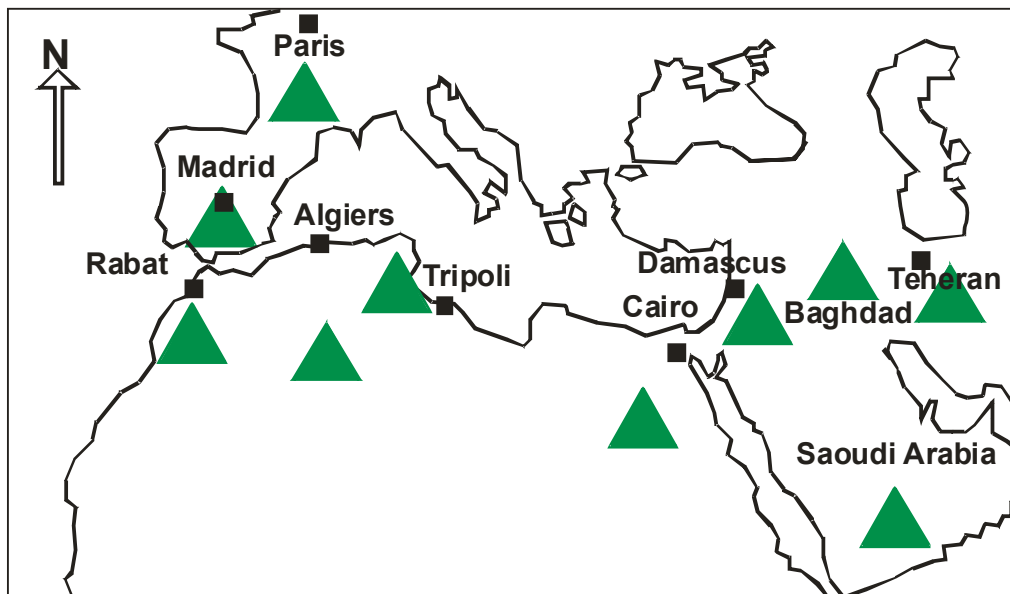 Paris
N
Madrid
Algiers
Rabat
Tripoli
Damascus
Teheran
Cairo
Baghdad
Saoudi Arabia